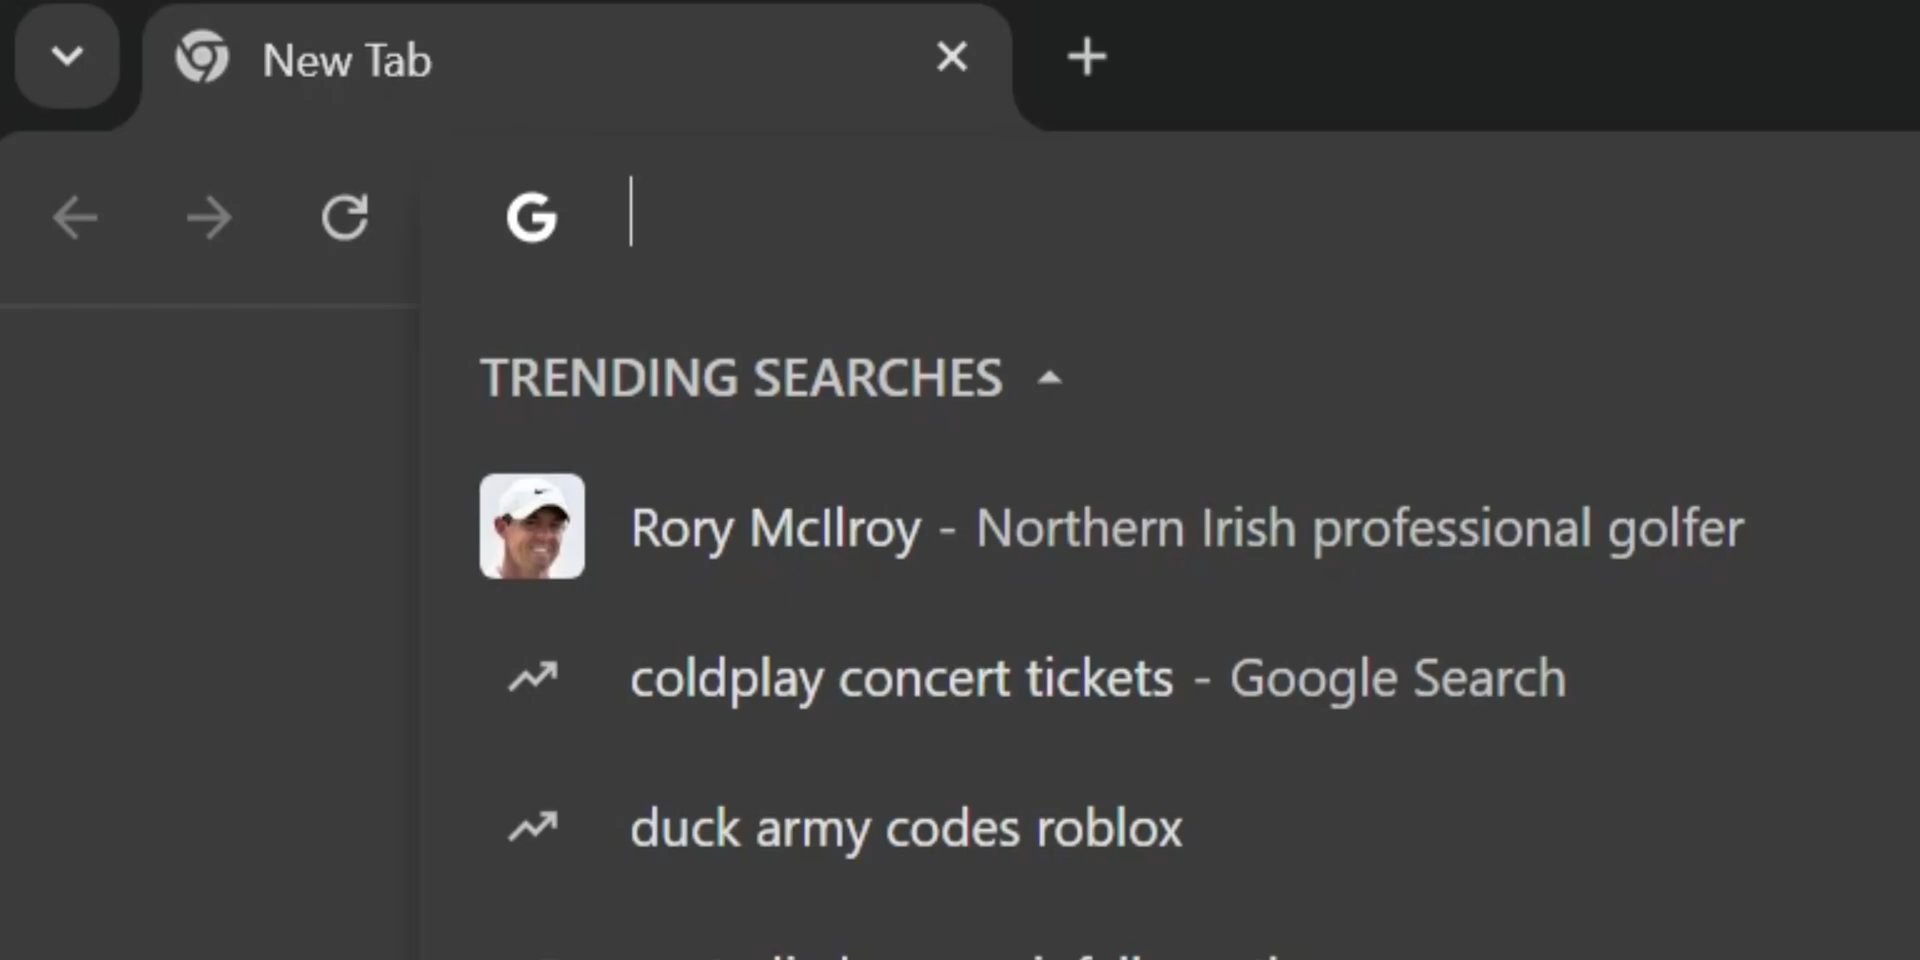 New Tab
TRENDING SEARCHES
Rory McIlroy - Northern Irish professional golfer
coldplay concert tickets - Google Search
duck army codes roblox